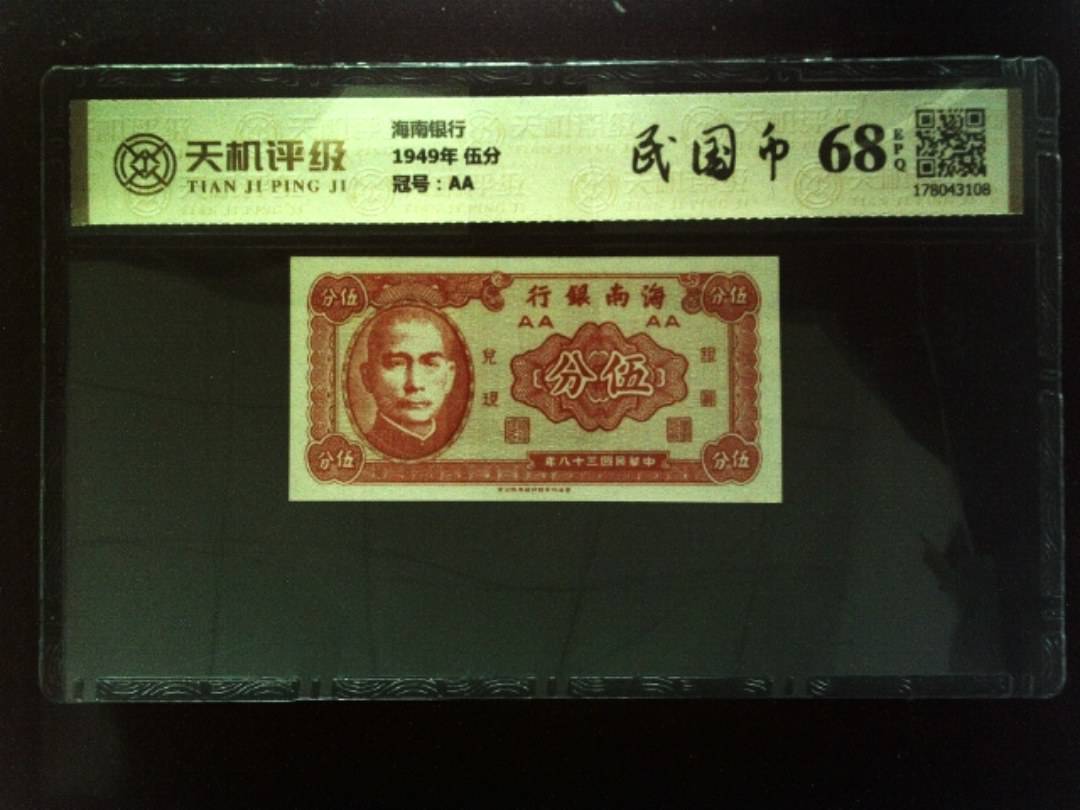 天机评级
TIAN JI PING JI
海南银行
1949年 伍分
冠号：AA
民国币
68
EPQ
178043108
伍分
行銀南海
伍分
AA
AA
兌現
分伍
銀圓
伍分
年八十三國民華中
伍分